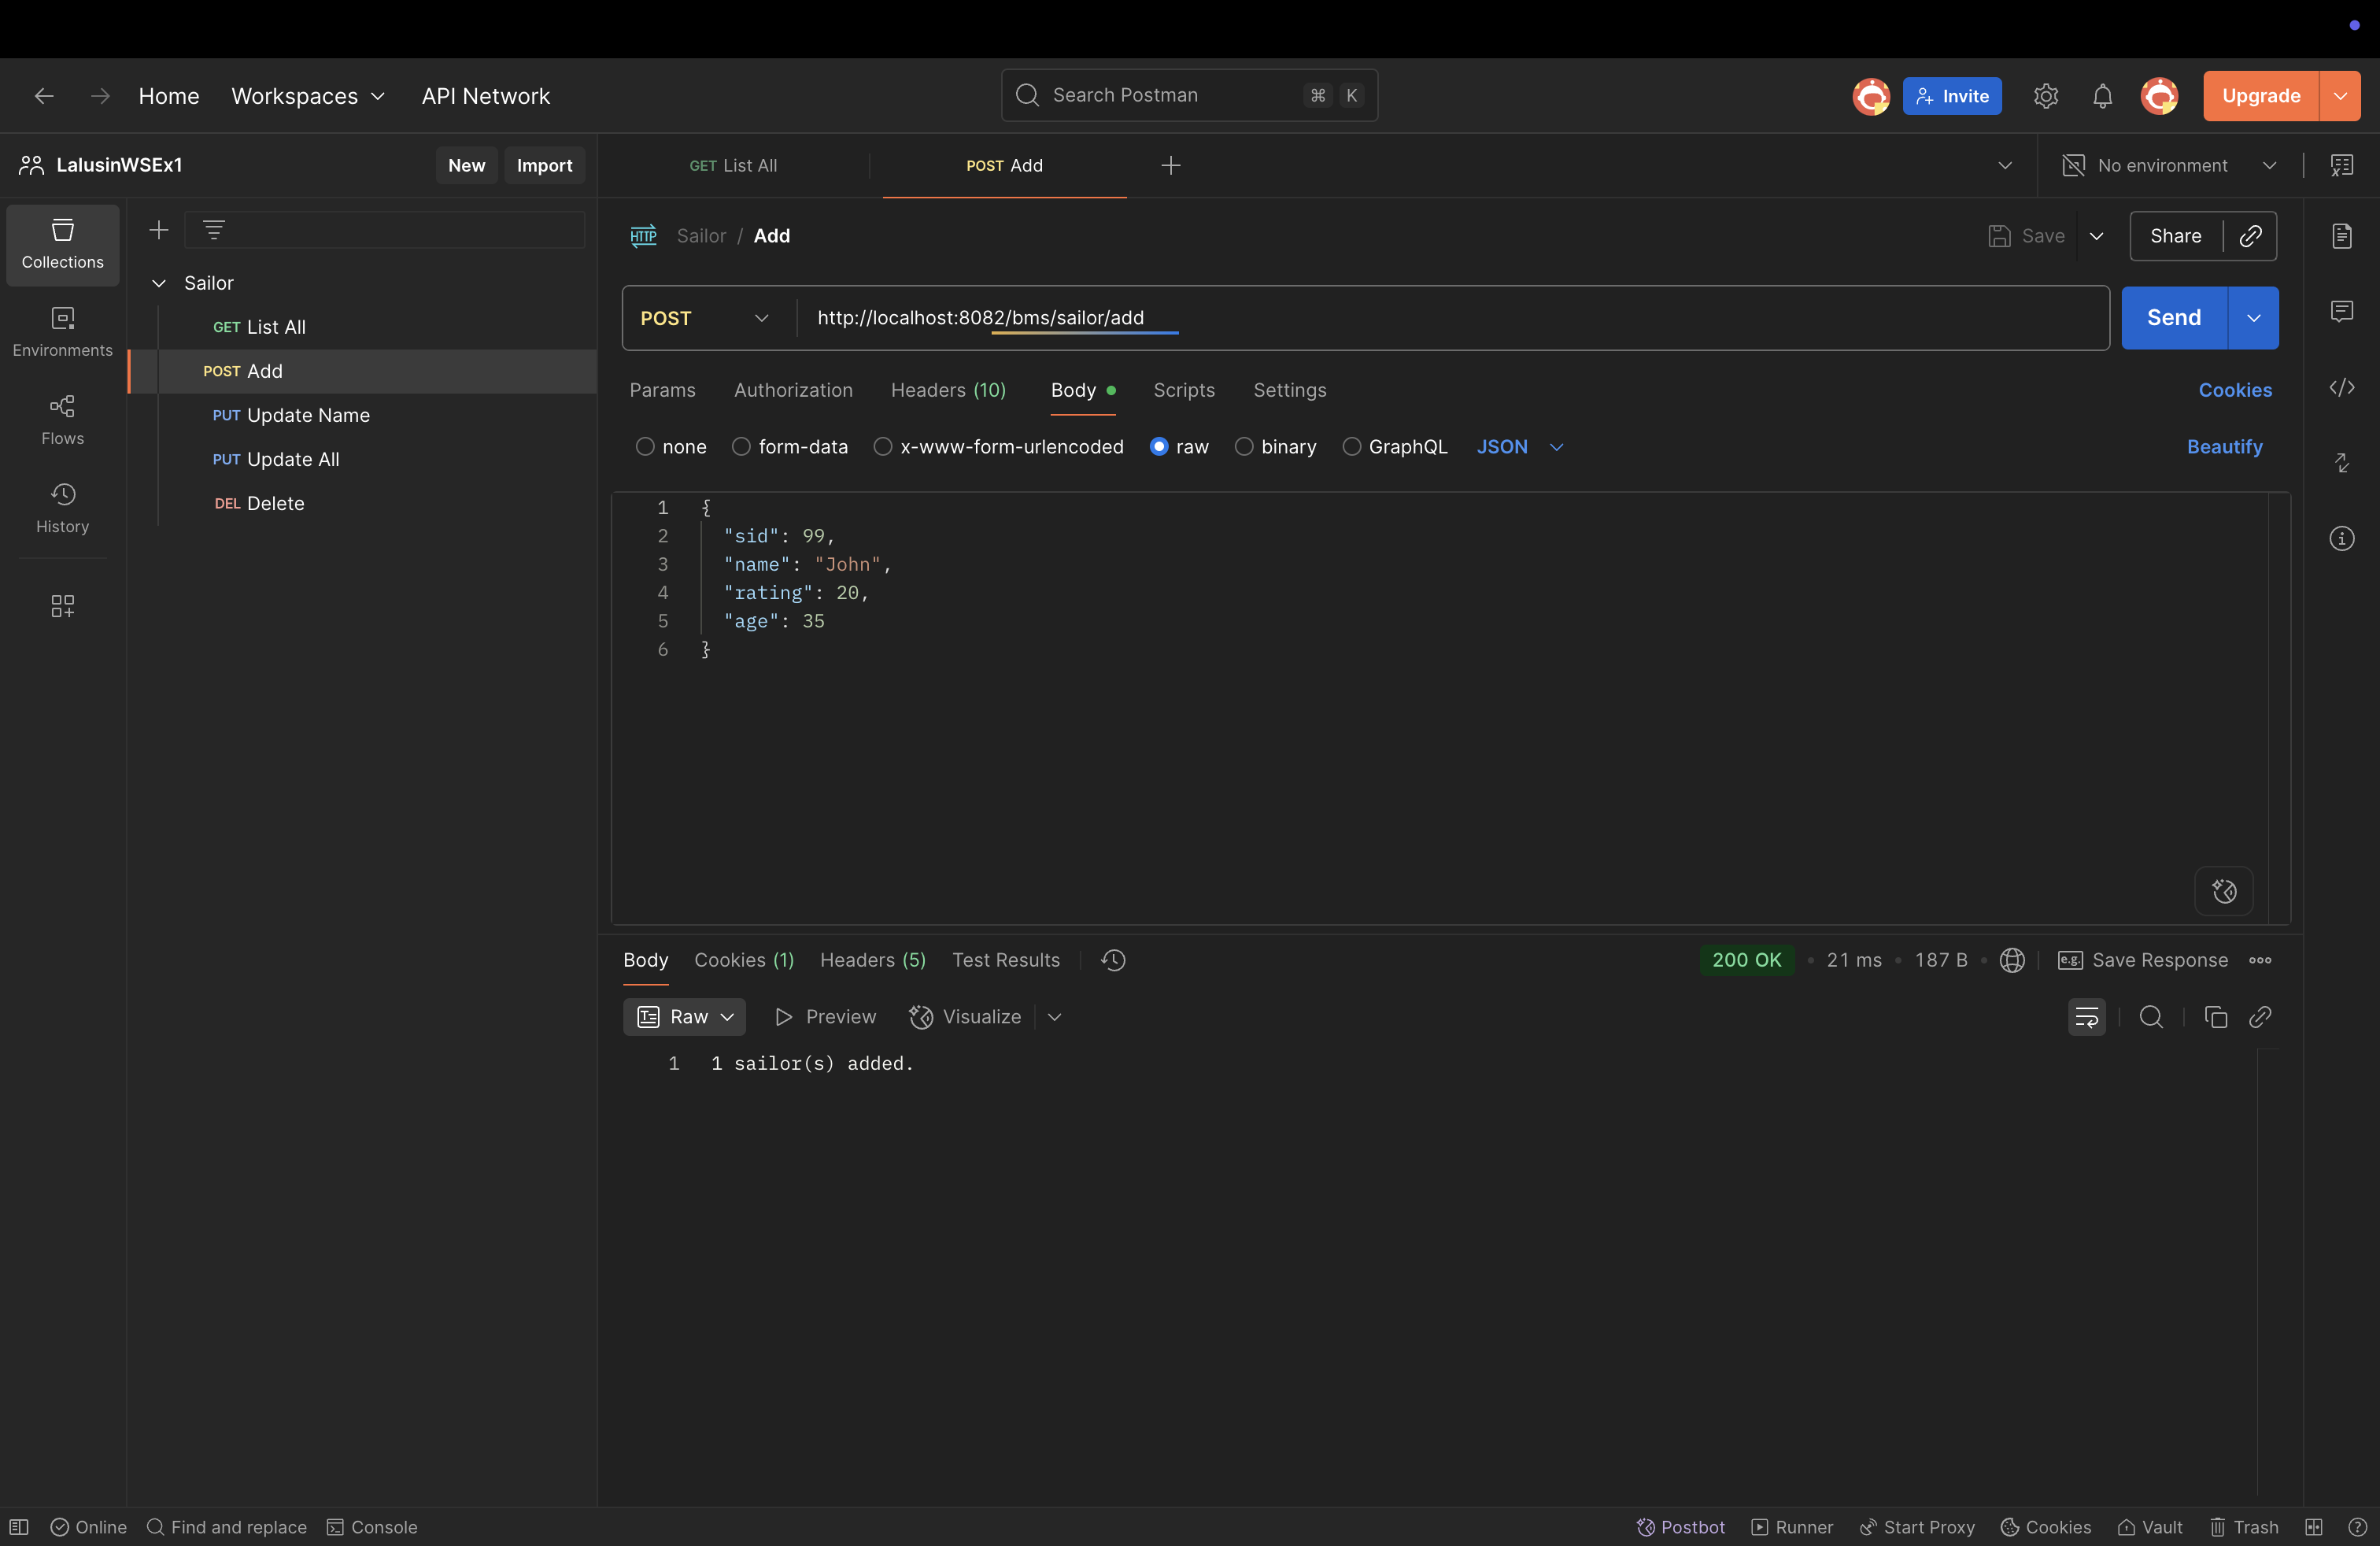 Home Workspaces API Network Search Postman ⌘ K Invite Upgrade
LalusinWSEx1 New Import GET List All POST Add No environment
Collections
Environments
Flows
History
Sailor
GET List All
POST Add
PUT Update Name
PUT Update All
DEL Delete
HTTP Sailor / Add Save Share
POST http://localhost:8082/bms/sailor/add Send
Params Authorization Headers (10) Body Scripts Settings Cookies
none form-data x-www-form-urlencoded raw binary GraphQL JSON Beautify
1 {
2 "sid": 99,
3 "name": "John",
4 "rating": 20,
5 "age": 35
6 }
Body Cookies (1) Headers (5) Test Results 200 OK • 21 ms • 187 B • e.g. Save Response
Raw Preview Visualize
1 1 sailor(s) added.
Online Find and replace Console Postbot Runner Start Proxy Cookies Vault Trash